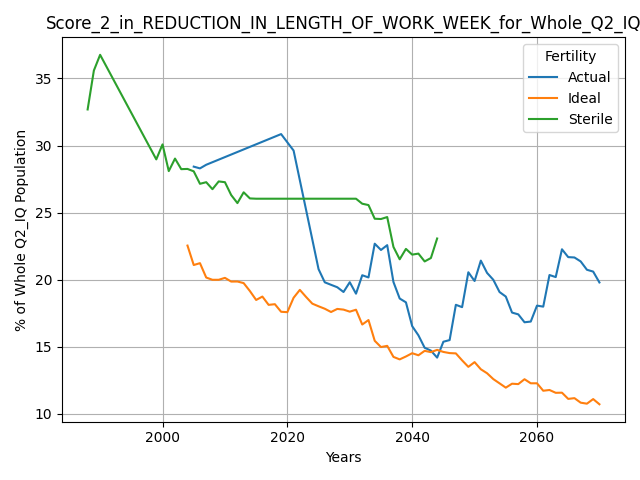 Score_2_in_REDUCTION_IN_LENGTH_OF_WORK_WEEK_for_Whole_Q2_IQ
Fertility
Actual
Ideal
Sterile
% of Whole Q2_IQ Population
35
30
25
20
15
10
2000
2020
2040
2060
Years